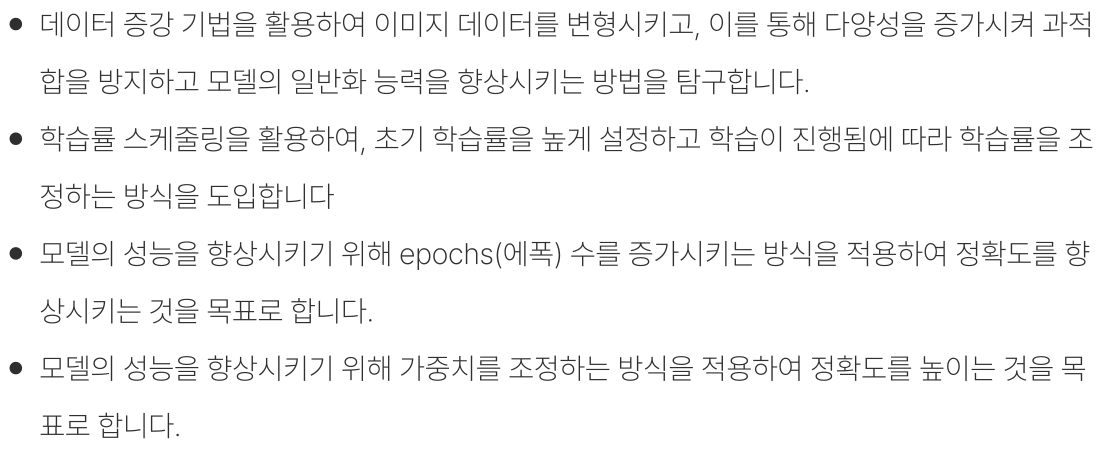 • 데이터 증강 기법을 활용하여 이미지 데이터를 변형시키고, 이를 통해 다양성을 증가시켜 과적
합을 방지하고 모델의 일반화 능력을 향상시키는 방법을 탐구합니다.
• 학습률 스케줄링을 활용하여, 초기 학습률을 높게 설정하고 학습이 진행됨에 따라 학습률을 조
정하는 방식을 도입합니다
• 모델의 성능을 향상시키기 위해 epochs(에폭) 수를 증가시키는 방식을 적용하여 정확도를 향
상시키는 것을 목표로 합니다.
• 모델의 성능을 향상시키기 위해 가중치를 조정하는 방식을 적용하여 정확도를 높이는 것을 목
표로 합니다.